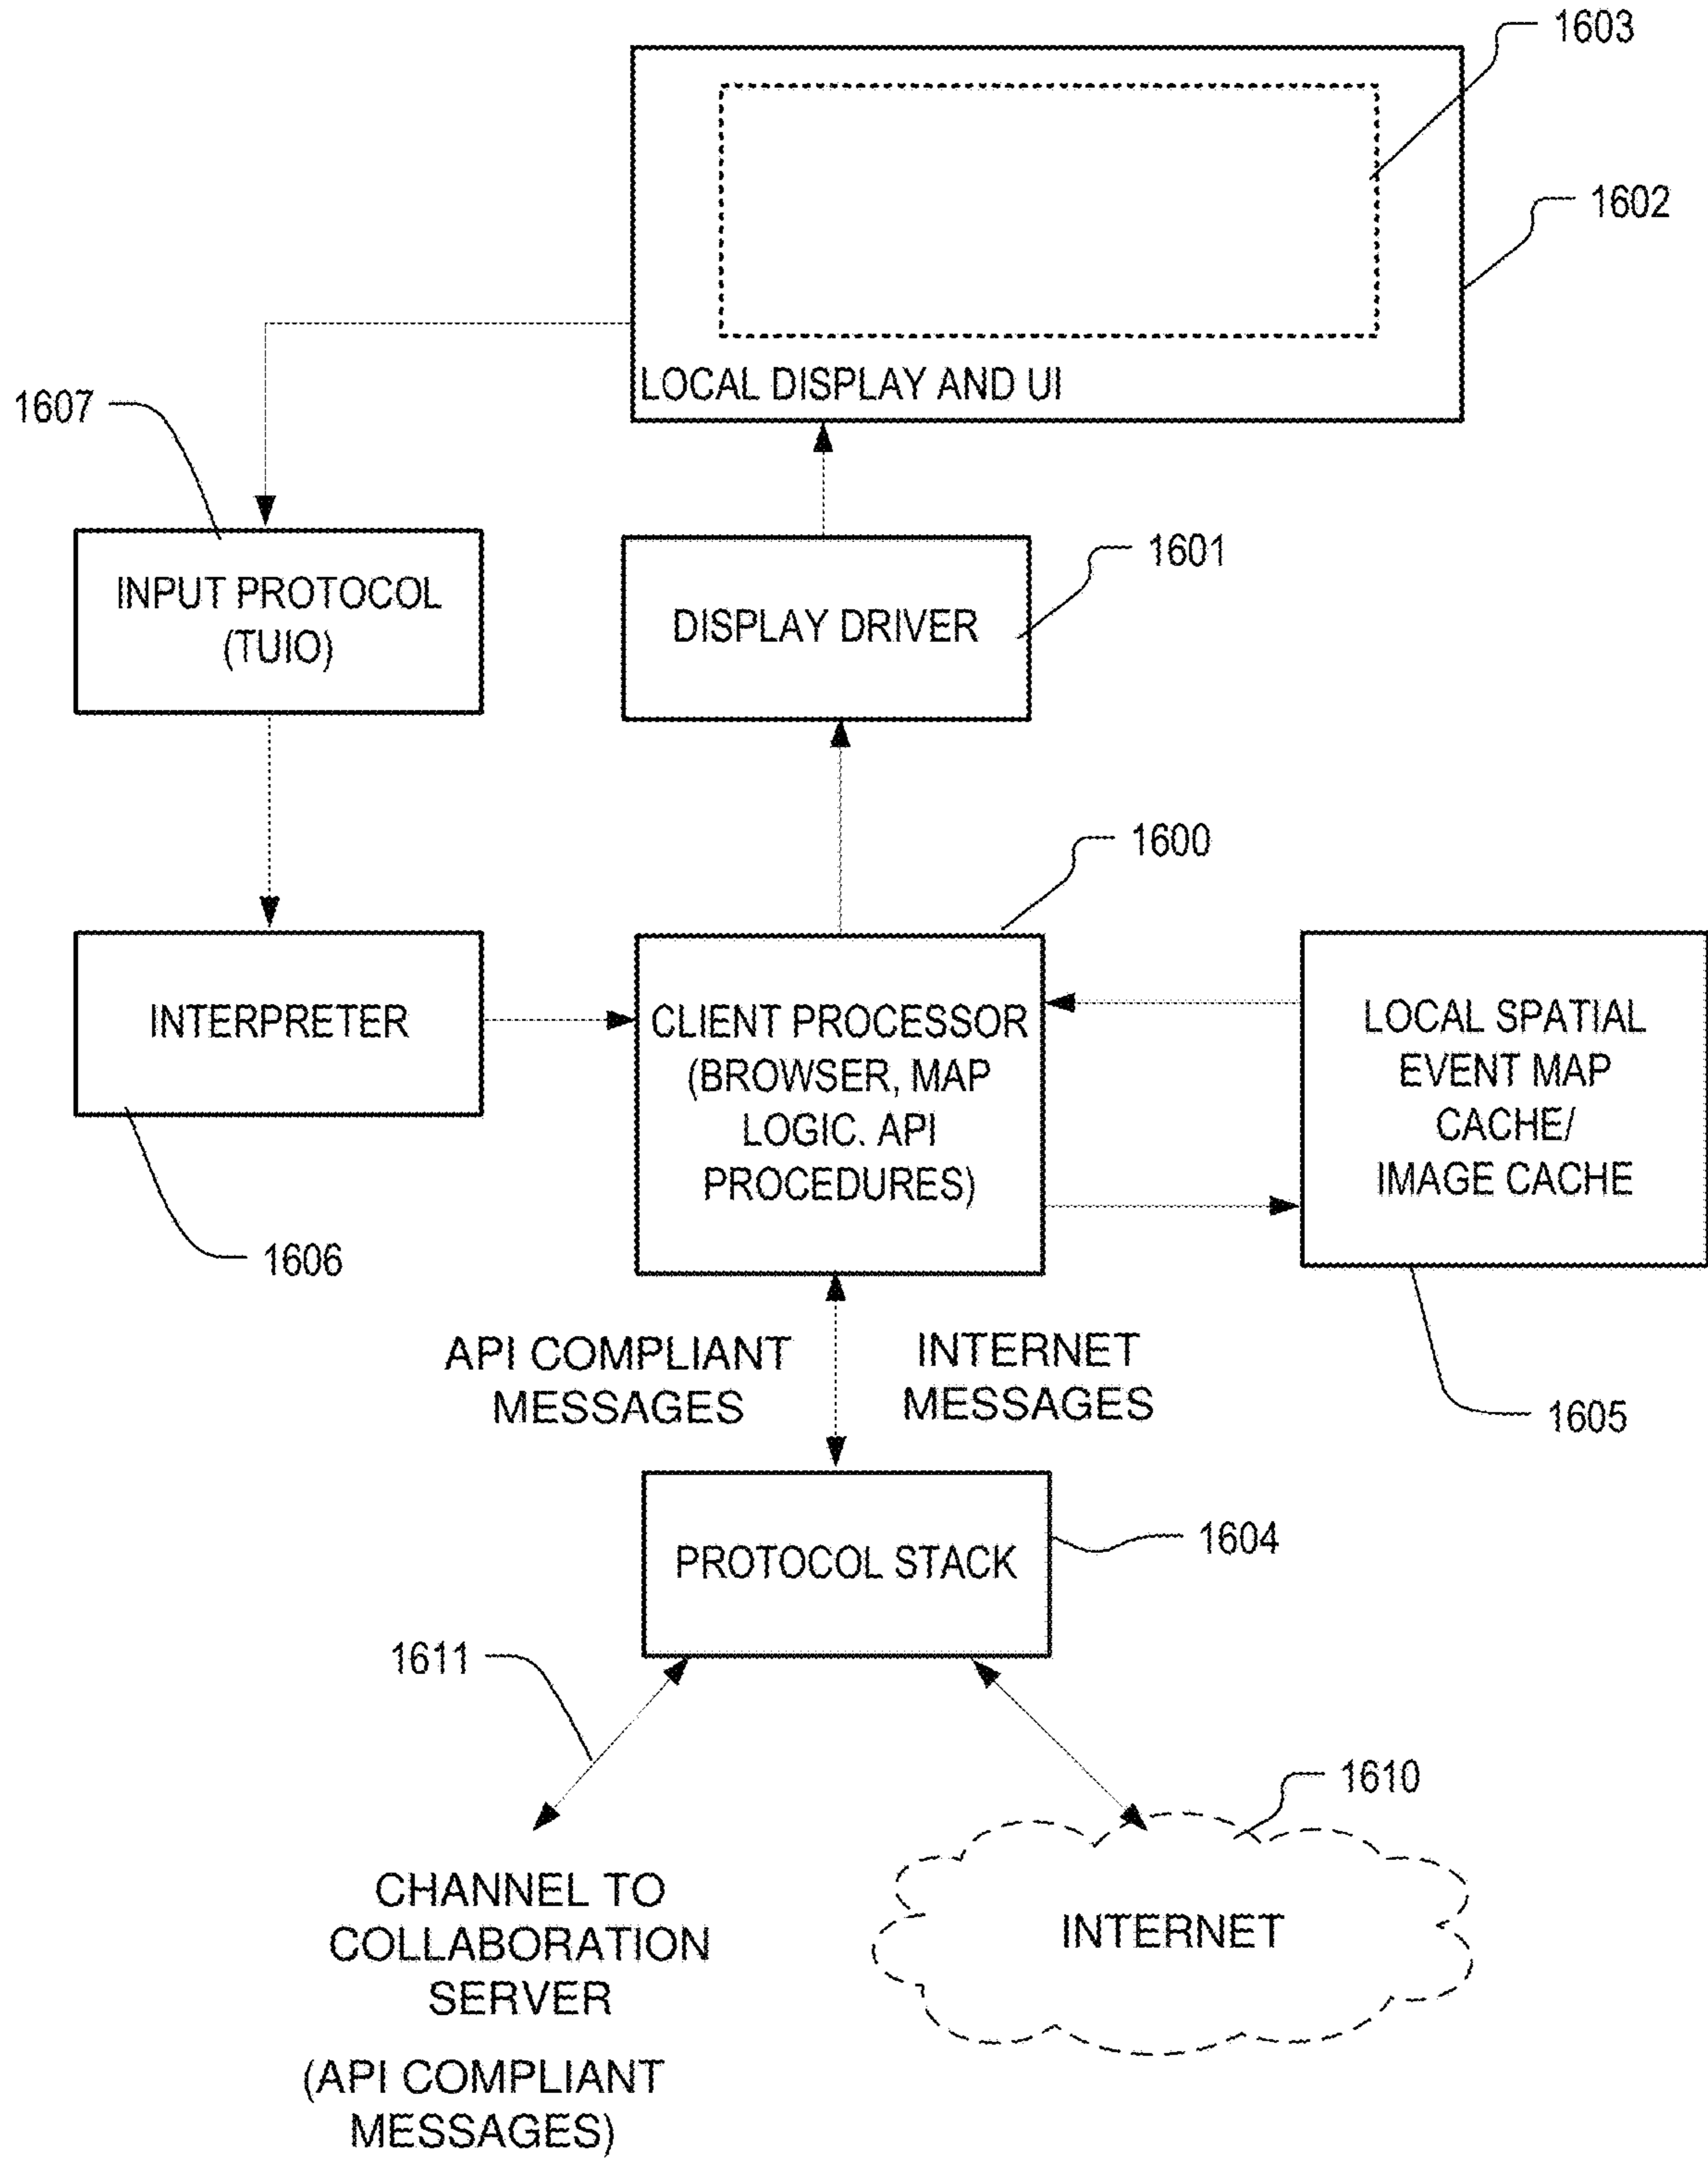 1603
1602
LOCAL DISPLAY AND UI
1607
INPUT PROTOCOL
(TUIO)
1601
DISPLAY DRIVER
1600
INTERPRETER
1606
CLIENT PROCESSOR
(BROWSER, MAP
LOGIC. API
PROCEDURES)
LOCAL SPATIAL
EVENT MAP
CACHE/
IMAGE CACHE
1605
API COMPLIANT
MESSAGES
INTERNET
MESSAGES
PROTOCOL STACK
1604
1611
1610
CHANNEL TO
COLLABORATION
SERVER
(API COMPLIANT
MESSAGES)
INTERNET